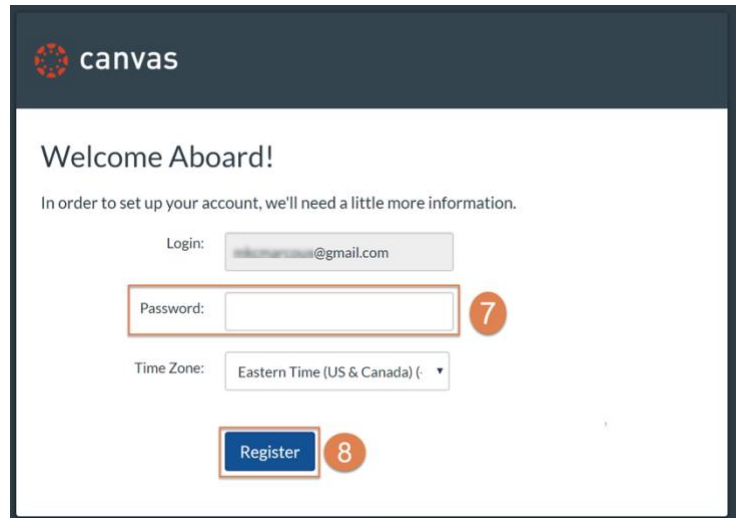 canvas
Welcome Aboard!
In order to set up your account, we'll need a little more information.
Login: @gmail.com
Password: 7
Time Zone: Eastern Time (US & Canada) (-
Register 8